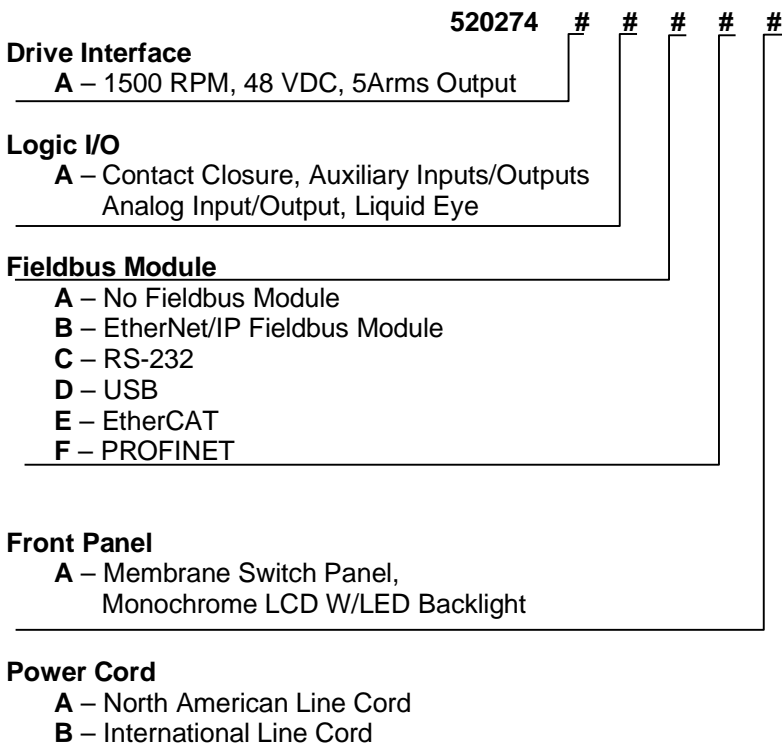 520274 # # # # #
Drive Interface
A – 1500 RPM, 48 VDC, 5Arms Output
Logic I/O
A – Contact Closure, Auxiliary Inputs/Outputs
Analog Input/Output, Liquid Eye
Fieldbus Module
A – No Fieldbus Module
B – EtherNet/IP Fieldbus Module
C – RS-232
D – USB
E – EtherCAT
F – PROFINET
Front Panel
A – Membrane Switch Panel,
Monochrome LCD W/LED Backlight
Power Cord
A – North American Line Cord
B – International Line Cord